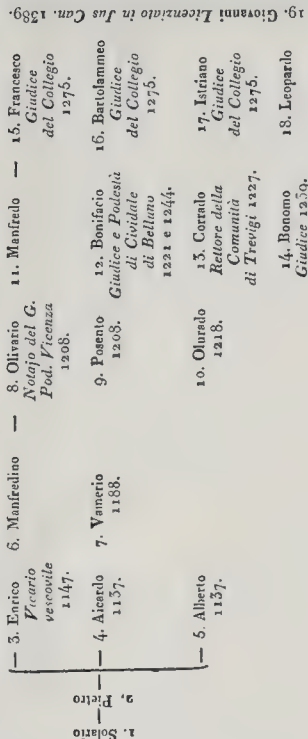 1. Solario
2, Pietro
3. Enrico
Vicario
vescovile
1147.
4. Aicardo
1137.
5. Alberto
1137.
6. Manfredino
7. Varnerio
1188.
8. Olivario
Notajo del G.
Pod. Vicenza
1208.
9. Posento
1208.
10. Olurado
1218.
11. Manfredo
12. Bonifacio
Giudice e Podestà
di Cividale
di Belluno
1221 e 1244.
13. Corrado
Rettore della
Comunità
di Trevigi 1227.
14. Bonomo
Giudice
15. Francesco
Giudice
del Collegio
1275.
16. Bartolammeo
Giudice
del Collegio
1275.
17. Istriano
Giudice
del Collegio
1275.
18. Leopardo
19. Giovanni Licenziato in Jus Can. 1389.